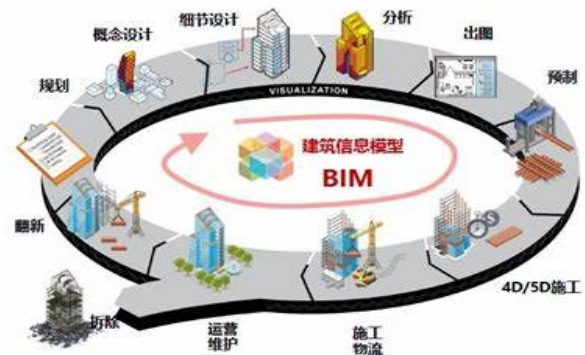 细节设计
分析
概念设计
出图
规划
预制
VISUALIZATION
建筑信息模型
BIM
翻新
4D/5D施工
拆除
运营
维护
施工
物流